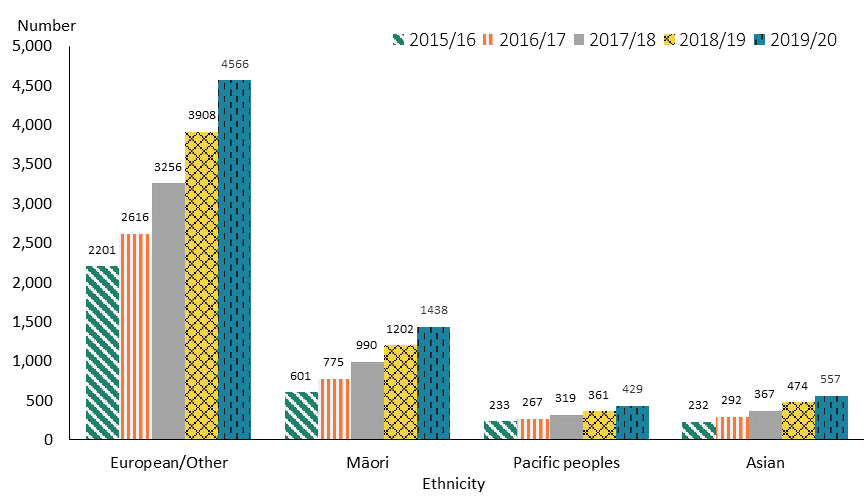 Number
2015/16 2016/17 2017/18 2018/19 2019/20
5,000
4,500
4,000
3,500
3,000
2,500
2,000
1,500
1,000
500
0
2201 2616 3256 3908 4566
601 775 990 1202 1438
233 267 319 361 429
232 292 367 474 557
European/Other Māori Pacific peoples Asian
Ethnicity